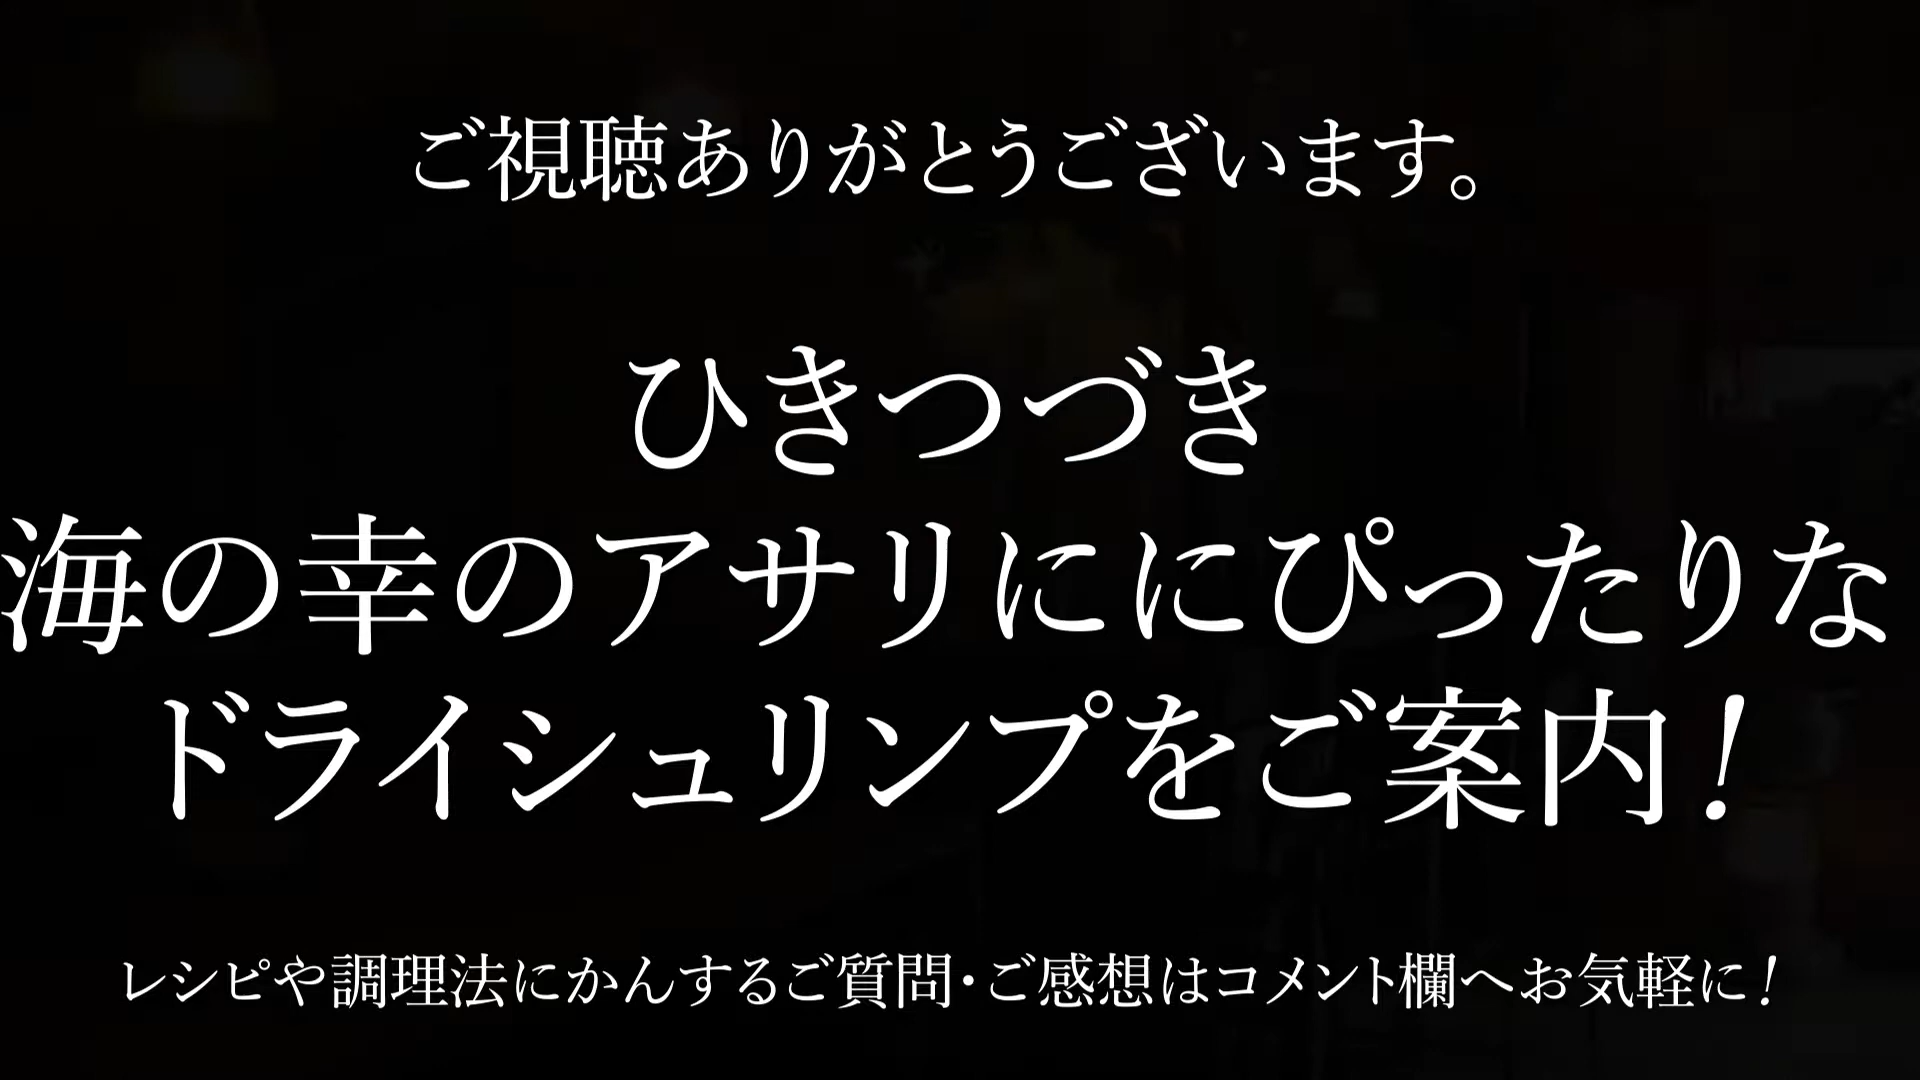 ご視聴ありがとうございます。
ひきつづき
海の幸のアサリににぴったりな
ドライシュリンプをご案内！
レシピや調理法にかんするご質問・ご感想はコメント欄へお気軽に！